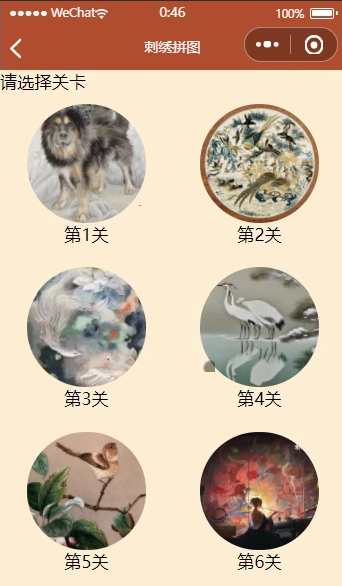 WeChat 0:46 100%
刺绣拼图
请选择关卡
第1关 第2关
第3关 第4关
第5关 第6关